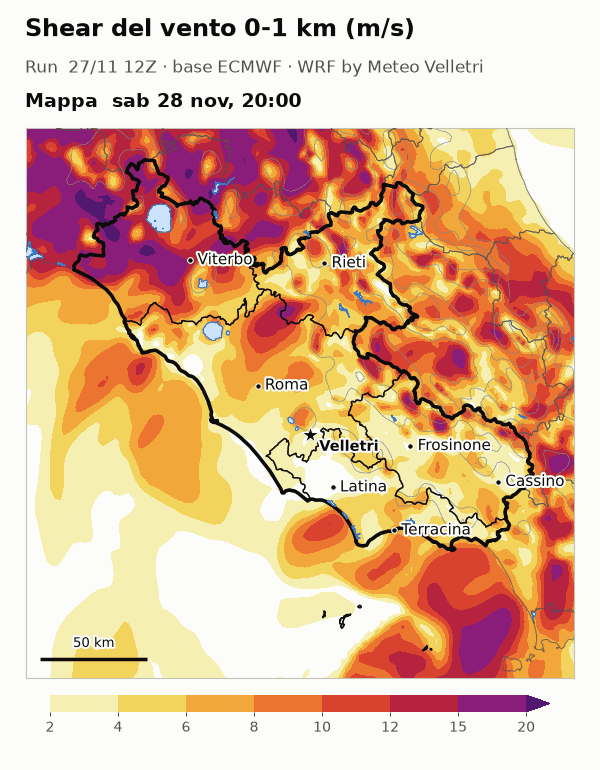 Shear del vento 0-1 km (m/s)
Run  27/11 12Z · base ECMWF · WRF by Meteo Velletri
Mappa  sab 28 nov, 20:00
Viterbo
Rieti
Roma
Velletri
Frosinone
Latina
Cassino
Terracina
50 km
2 4 6 8 10 12 15 20